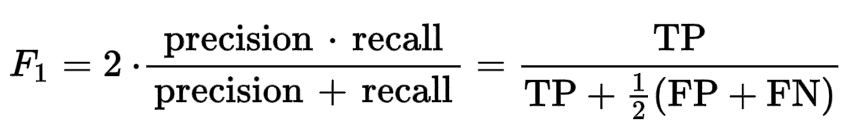 F₁ = 2 · (precision · recall) / (precision + recall) = TP / (TP + ½(FP + FN))